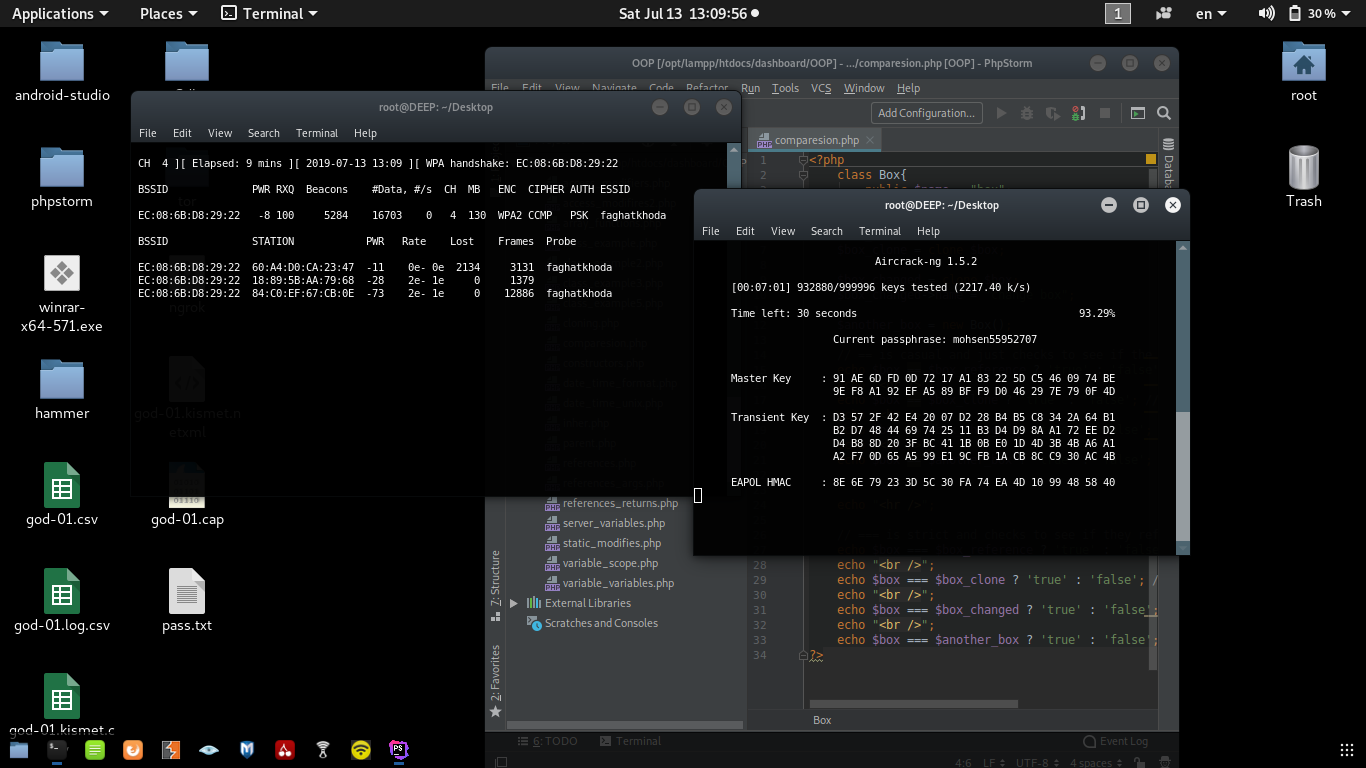 Applications
Places
Terminal
Sat Jul 13 13:09:56
1
en
30 %
android-studio
phpstorm
winrar-
x64-571.exe
hammer
god-01.kismet.n
etxml
god-01.csv
god-01.cap
god-01.log.csv
pass.txt
god-01.kismet.c
root
Trash
root@DEEP: ~/Desktop
File Edit View Search Terminal Help
CH 4 ][ Elapsed: 9 mins ][ 2019-07-13 13:09 ][ WPA handshake: EC:08:6B:D8:29:22
BSSID PWR RXQ Beacons #Data, #/s CH MB ENC CIPHER AUTH ESSID
EC:08:6B:D8:29:22 -8 100 5284 16703 0 4 130 WPA2 CCMP PSK faghatkhoda
BSSID STATION PWR Rate Lost Frames Probe
EC:08:6B:D8:29:22 60:A4:D0:CA:23:47 -11 0e- 0e 2134 3131 faghatkhoda
EC:08:6B:D8:29:22 18:89:5B:AA:79:68 -28 2e- 1e 0 1379
EC:08:6B:D8:29:22 84:C0:EF:67:CB:0E -73 2e- 1e 0 12886 faghatkhoda
OOP [/opt/lampp/htdocs/dashboard/OOP] - .../comparesion.php [OOP] - PhpStorm
File Edit View Navigate Code Refactor Run Tools VCS Window Help
Add Configuration...
comparesion.php
1 <?php
2 class Box{
root@DEEP: ~/Desktop
File Edit View Search Terminal Help
Aircrack-ng 1.5.2
[00:07:01] 932880/999996 keys tested (2217.40 k/s)
Time left: 30 seconds 93.29%
Current passphrase: mohsen55952707
Master Key : 91 AE 6D FD 0D 72 17 A1 83 22 5D C5 46 09 74 BE
9E F8 A1 92 EF A5 89 BF F9 D0 46 29 7E 79 0F 4D
Transient Key : D3 57 2F 42 E4 20 07 D2 28 B4 B5 C8 34 2A 64 B1
B2 D7 48 44 69 74 25 11 B3 D4 D9 8A A1 72 EE D2
D4 B8 8D 20 3F BC 41 1B 0B E0 1D 4D 3B 4B A6 A1
A2 F7 0D 65 A5 99 E1 9C FB 1A CB 8C C9 30 AC 4B
EAPOL HMAC : 8E 6E 79 23 3D 5C 30 FA 74 EA 4D 10 99 48 58 40
references_returns.php
server_variables.php
static_modifies.php
variable_scope.php
variable_variables.php
External Libraries
Scratches and Consoles
7: Structure
2: Favorites
28 echo "<br />";
29 echo $box === $box_clone ? 'true' : 'false'; /
30 echo "<br />";
31 echo $box === $box_changed ? 'true' : 'false';
32 echo "<br />";
33 echo $box === $another_box ? 'true' : 'false';
34 ?>
Box
6: TODO
Terminal
Event Log
4:6 LF UTF-8 4 spaces